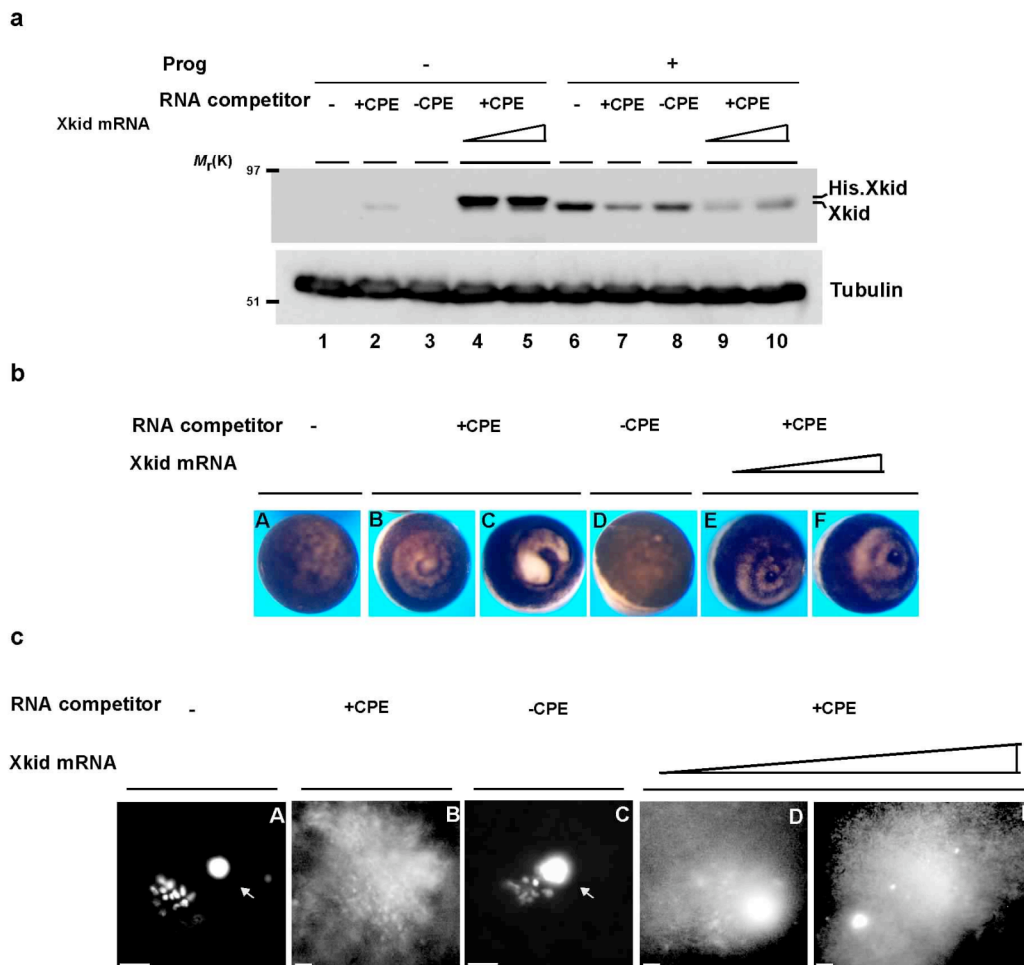 a
Prog - +
RNA competitor - +CPE -CPE +CPE - +CPE -CPE +CPE
Xkid mRNA
Mr(K)
97
His.Xkid
Xkid
51
Tubulin
1 2 3 4 5 6 7 8 9 10
b
RNA competitor - +CPE -CPE +CPE
Xkid mRNA
A B C D E F
c
RNA competitor - +CPE -CPE +CPE
Xkid mRNA
A B C D